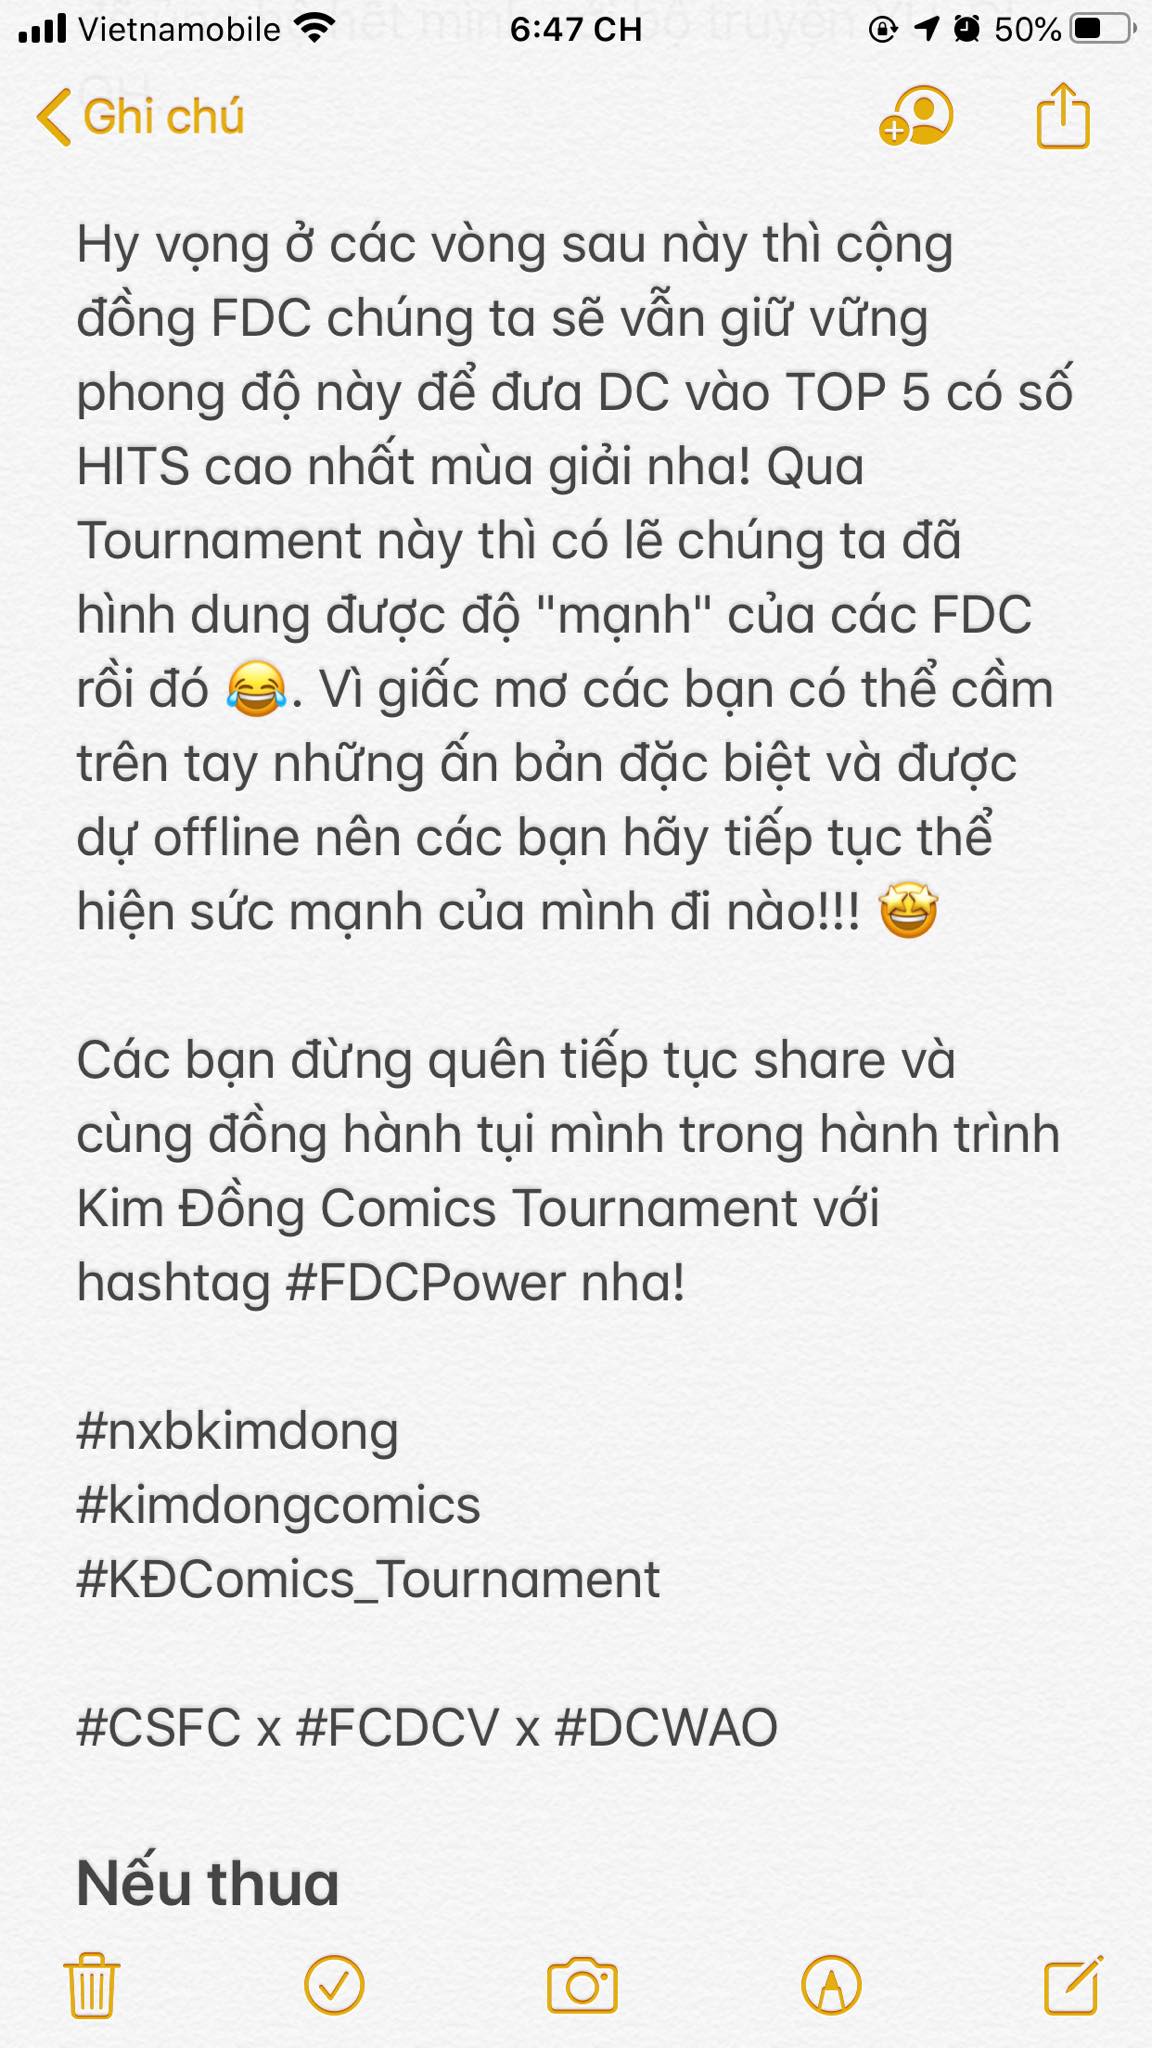 Vietnamobile 6:47 CH 50%
Ghi chú
Hy vọng ở các vòng sau này thì cộng
đồng FDC chúng ta sẽ vẫn giữ vững
phong độ này để đưa DC vào TOP 5 có số
HITS cao nhất mùa giải nha! Qua
Tournament này thì có lẽ chúng ta đã
hình dung được độ "mạnh" của các FDC
rồi đó 😂. Vì giấc mơ các bạn có thể cầm
trên tay những ấn bản đặc biệt và được
dự offline nên các bạn hãy tiếp tục thể
hiện sức mạnh của mình đi nào!!! 🤩
Các bạn đừng quên tiếp tục share và
cùng đồng hành tụi mình trong hành trình
Kim Đồng Comics Tournament với
hashtag #FDCPower nha!
#nxbkimdong
#kimdongcomics
#KĐComics_Tournament
#CSFC x #FCDCV x #DCWAO
Nếu thua